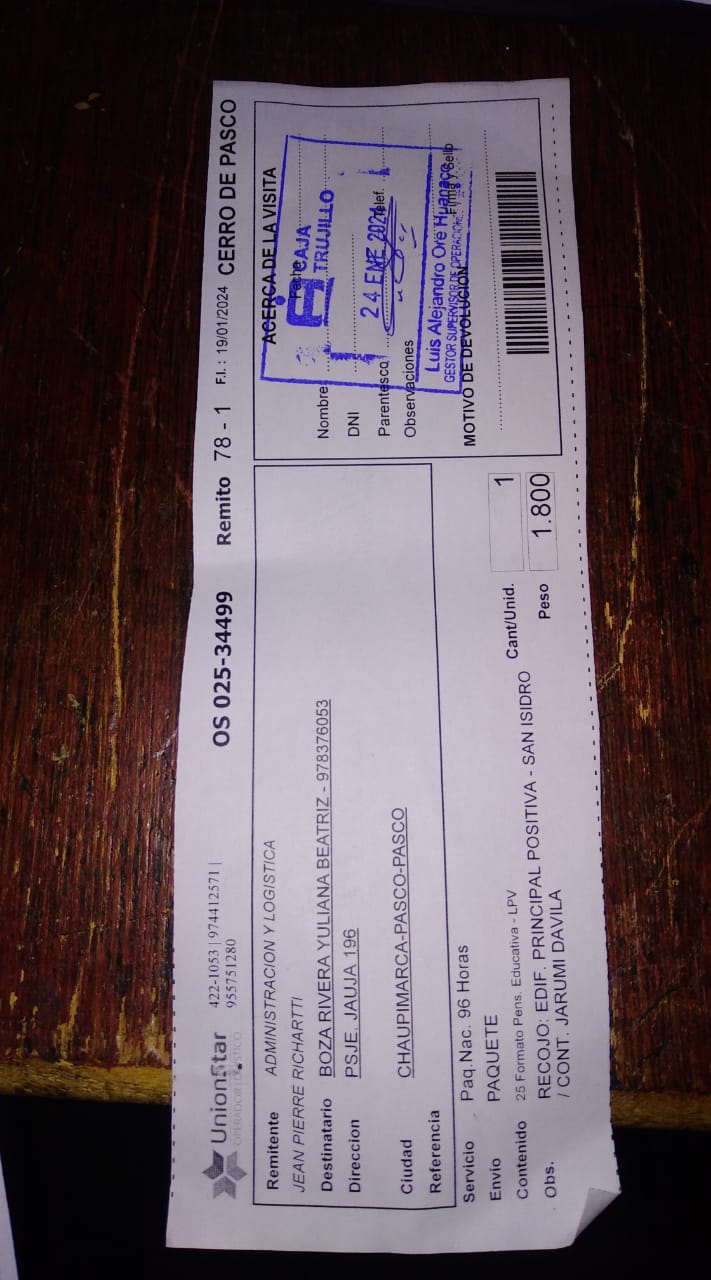 UnionStar
OPERADOR LOGISTICO
422-1053 | 974412571 |
955751280
OS 025-34499
Remito 78 - 1 F.I. : 19/01/2024 CERRO DE PASCO
Remitente ADMINISTRACION Y LOGISTICA
JEAN PIERRE RICHARTTI
Destinatario BOZA RIVERA YULIANA BEATRIZ - 978376053
Direccion PSJE. JAUJA 196
Ciudad CHAUPIMARCA-PASCO-PASCO
Referencia
Servicio Paq.Nac. 96 Horas
Envio PAQUETE
Contenido 25 Formato Pens. Educativa - LPV
Obs. RECOJO: EDIF. PRINCIPAL POSITIVA - SAN ISIDRO
/ CONT. JARUMI DAVILA
Cant/Unid. 1
Peso 1.800
ACERCA DE LA VISITA
Nombre
Fecha
DNI
Parentesco
Telef.
Observaciones
Firma y Sello
MOTIVO DE DEVOLUCION
CAJA
TRUJILLO
24 ENE 2024
Luis Alejandro Oré Huanaco
GESTOR SUPERVISOR DE OPERACIONES